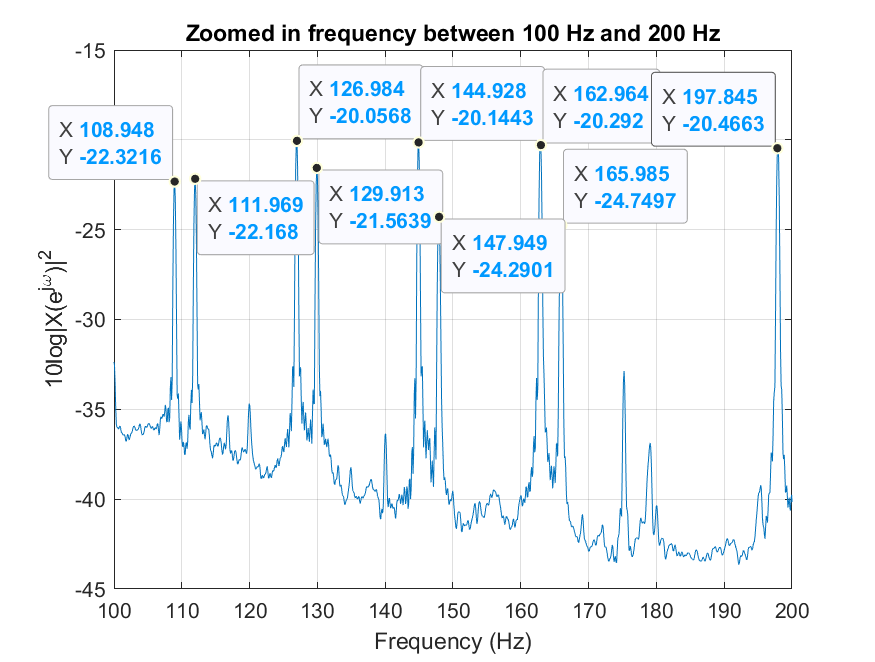 Zoomed in frequency between 100 Hz and 200 Hz
X 108.948
Y -22.3216
X 111.969
Y -22.168
X 126.984
Y -20.0568
X 129.913
Y -21.5639
X 144.928
Y -20.1443
X 147.949
Y -24.2901
X 162.964
Y -20.292
X 165.985
Y -24.7497
X 197.845
Y -20.4663
-15
-25
-30
-35
-40
-45
10log|X(e^jω)|^2
100 110 120 130 140 150 160 170 180 190 200
Frequency (Hz)